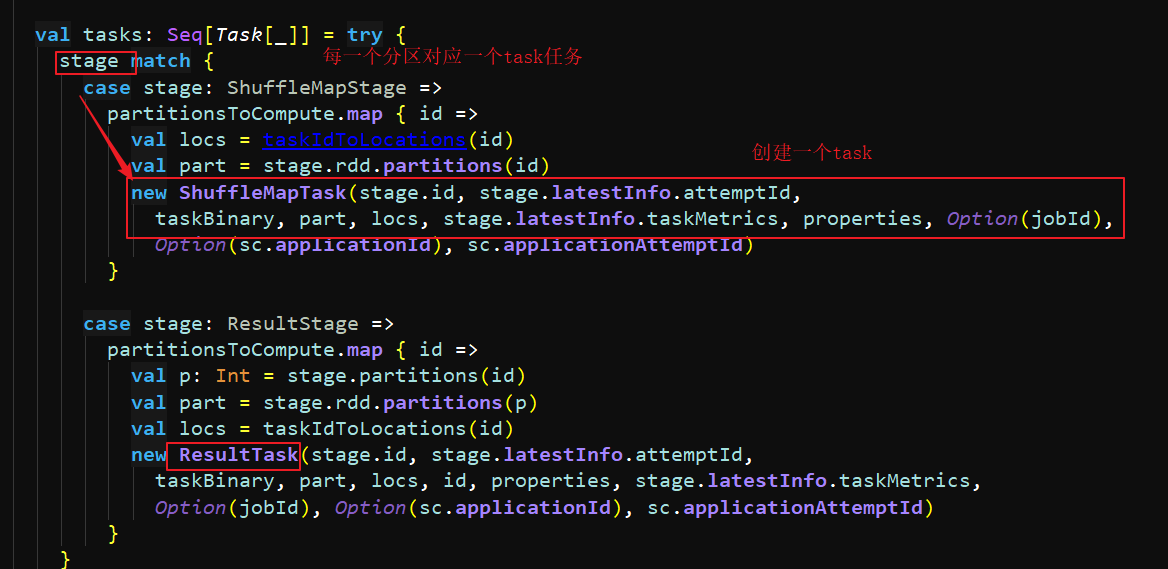 val tasks: Seq[Task[_]] = try {
stage match {
每一个分区对应一个task任务
case stage: ShuffleMapStage =>
partitionsToCompute.map { id =>
val locs = taskIdToLocations(id)
val part = stage.rdd.partitions(id)
创建一个task
new ShuffleMapTask(stage.id, stage.latestInfo.attemptId,
taskBinary, part, locs, stage.latestInfo.taskMetrics, properties, Option(jobId),
Option(sc.applicationId), sc.applicationAttemptId)
}
case stage: ResultStage =>
partitionsToCompute.map { id =>
val p: Int = stage.partitions(id)
val part = stage.rdd.partitions(p)
val locs = taskIdToLocations(id)
new ResultTask(stage.id, stage.latestInfo.attemptId,
taskBinary, part, locs, id, properties, stage.latestInfo.taskMetrics,
Option(jobId), Option(sc.applicationId), sc.applicationAttemptId)
}
}